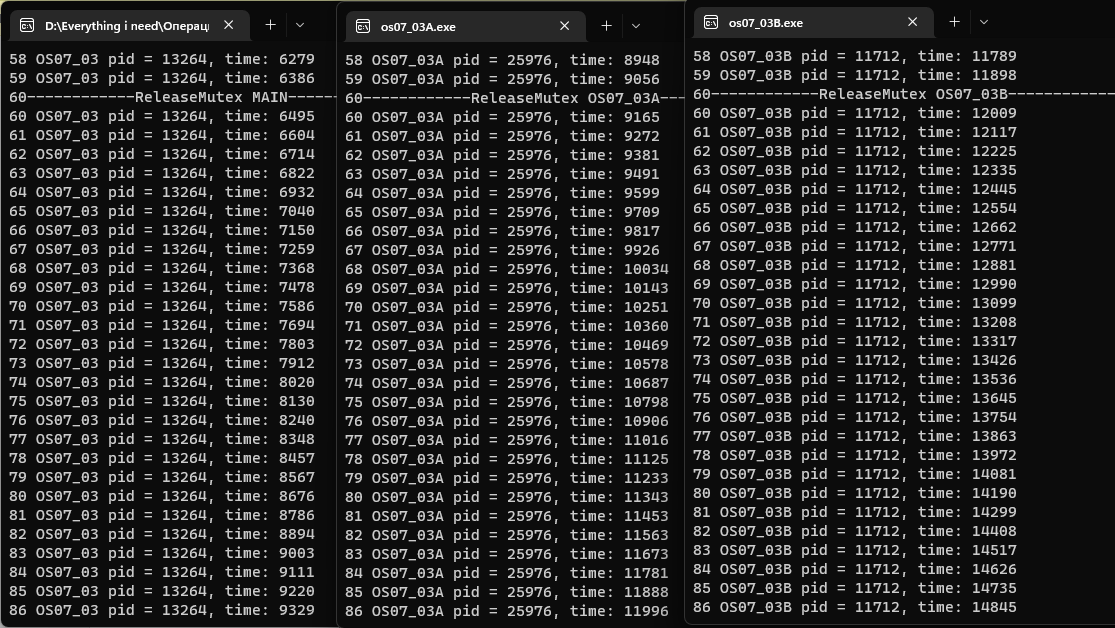 D:\Everything i need\Операц
58 OS07_03 pid = 13264, time: 6279
59 OS07_03 pid = 13264, time: 6386
60------------ReleaseMutex MAIN------
60 OS07_03 pid = 13264, time: 6495
61 OS07_03 pid = 13264, time: 6604
62 OS07_03 pid = 13264, time: 6714
63 OS07_03 pid = 13264, time: 6822
64 OS07_03 pid = 13264, time: 6932
65 OS07_03 pid = 13264, time: 7040
66 OS07_03 pid = 13264, time: 7150
67 OS07_03 pid = 13264, time: 7259
68 OS07_03 pid = 13264, time: 7368
69 OS07_03 pid = 13264, time: 7478
70 OS07_03 pid = 13264, time: 7586
71 OS07_03 pid = 13264, time: 7694
72 OS07_03 pid = 13264, time: 7803
73 OS07_03 pid = 13264, time: 7912
74 OS07_03 pid = 13264, time: 8020
75 OS07_03 pid = 13264, time: 8130
76 OS07_03 pid = 13264, time: 8240
77 OS07_03 pid = 13264, time: 8348
78 OS07_03 pid = 13264, time: 8457
79 OS07_03 pid = 13264, time: 8567
80 OS07_03 pid = 13264, time: 8676
81 OS07_03 pid = 13264, time: 8786
82 OS07_03 pid = 13264, time: 8894
83 OS07_03 pid = 13264, time: 9003
84 OS07_03 pid = 13264, time: 9111
85 OS07_03 pid = 13264, time: 9220
86 OS07_03 pid = 13264, time: 9329
os07_03A.exe
58 OS07_03A pid = 25976, time: 8948
59 OS07_03A pid = 25976, time: 9056
60------------ReleaseMutex OS07_03A---
60 OS07_03A pid = 25976, time: 9165
61 OS07_03A pid = 25976, time: 9272
62 OS07_03A pid = 25976, time: 9381
63 OS07_03A pid = 25976, time: 9491
64 OS07_03A pid = 25976, time: 9599
65 OS07_03A pid = 25976, time: 9709
66 OS07_03A pid = 25976, time: 9817
67 OS07_03A pid = 25976, time: 9926
68 OS07_03A pid = 25976, time: 10034
69 OS07_03A pid = 25976, time: 10143
70 OS07_03A pid = 25976, time: 10251
71 OS07_03A pid = 25976, time: 10360
72 OS07_03A pid = 25976, time: 10469
73 OS07_03A pid = 25976, time: 10578
74 OS07_03A pid = 25976, time: 10687
75 OS07_03A pid = 25976, time: 10798
76 OS07_03A pid = 25976, time: 10906
77 OS07_03A pid = 25976, time: 11016
78 OS07_03A pid = 25976, time: 11125
79 OS07_03A pid = 25976, time: 11233
80 OS07_03A pid = 25976, time: 11343
81 OS07_03A pid = 25976, time: 11453
82 OS07_03A pid = 25976, time: 11563
83 OS07_03A pid = 25976, time: 11673
84 OS07_03A pid = 25976, time: 11781
85 OS07_03A pid = 25976, time: 11888
86 OS07_03A pid = 25976, time: 11996
os07_03B.exe
58 OS07_03B pid = 11712, time: 11789
59 OS07_03B pid = 11712, time: 11898
60------------ReleaseMutex OS07_03B------------
60 OS07_03B pid = 11712, time: 12009
61 OS07_03B pid = 11712, time: 12117
62 OS07_03B pid = 11712, time: 12225
63 OS07_03B pid = 11712, time: 12335
64 OS07_03B pid = 11712, time: 12445
65 OS07_03B pid = 11712, time: 12554
66 OS07_03B pid = 11712, time: 12662
67 OS07_03B pid = 11712, time: 12771
68 OS07_03B pid = 11712, time: 12881
69 OS07_03B pid = 11712, time: 12990
70 OS07_03B pid = 11712, time: 13099
71 OS07_03B pid = 11712, time: 13208
72 OS07_03B pid = 11712, time: 13317
73 OS07_03B pid = 11712, time: 13426
74 OS07_03B pid = 11712, time: 13536
75 OS07_03B pid = 11712, time: 13645
76 OS07_03B pid = 11712, time: 13754
77 OS07_03B pid = 11712, time: 13863
78 OS07_03B pid = 11712, time: 13972
79 OS07_03B pid = 11712, time: 14081
80 OS07_03B pid = 11712, time: 14190
81 OS07_03B pid = 11712, time: 14299
82 OS07_03B pid = 11712, time: 14408
83 OS07_03B pid = 11712, time: 14517
84 OS07_03B pid = 11712, time: 14626
85 OS07_03B pid = 11712, time: 14735
86 OS07_03B pid = 11712, time: 14845